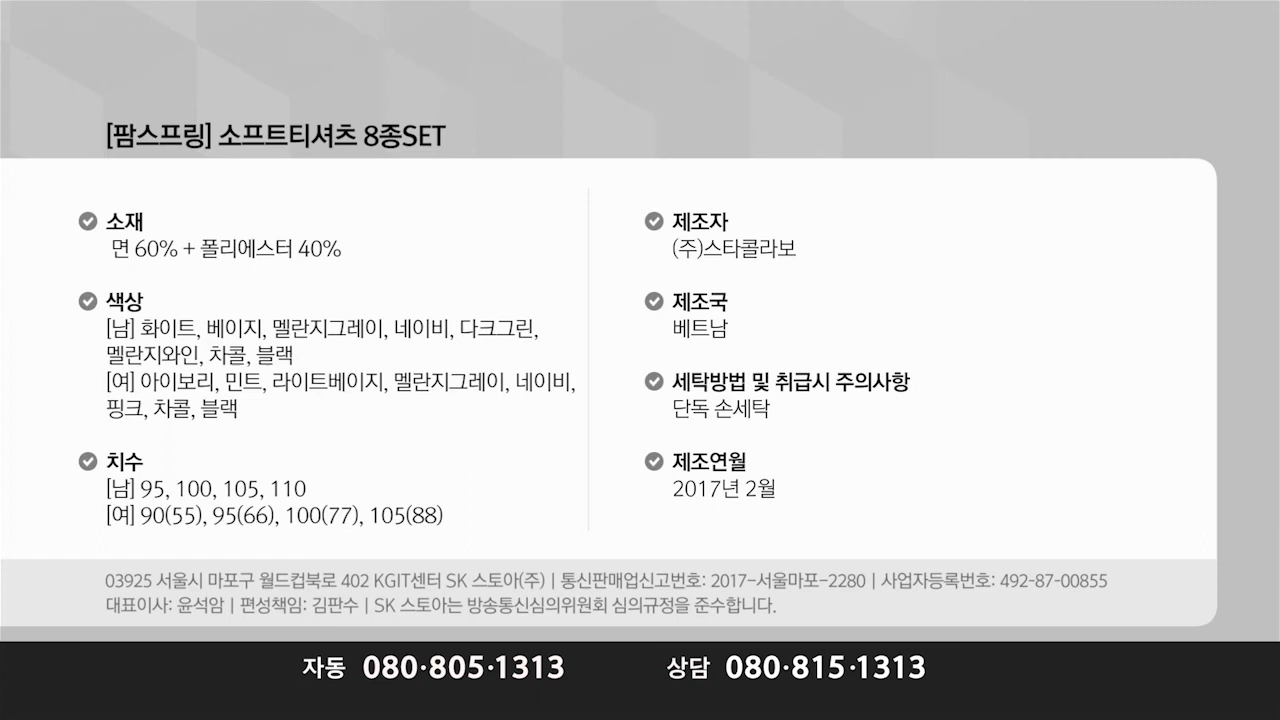 [팜스프링] 소프트티셔츠 8종SET
소재
면 60% + 폴리에스터 40%
색상
[남] 화이트, 베이지, 멜란지그레이, 네이비, 다크그린,
멜란지와인, 차콜, 블랙
[여] 아이보리, 민트, 라이트베이지, 멜란지그레이, 네이비,
핑크, 차콜, 블랙
치수
[남] 95, 100, 105, 110
[여] 90(55), 95(66), 100(77), 105(88)
제조자
(주)스타콜라보
제조국
베트남
세탁방법 및 취급시 주의사항
단독 손세탁
제조연월
2017년 2월
03925 서울시 마포구 월드컵북로 402 KGIT센터 SK 스토아(주) | 통신판매업신고번호: 2017-서울마포-2280 | 사업자등록번호: 492-87-00855
대표이사: 윤석암 | 편성책임: 김판수 | SK 스토아는 방송통신심의위원회 심의규정을 준수합니다.
자동 080·805·1313 상담 080·815·1313